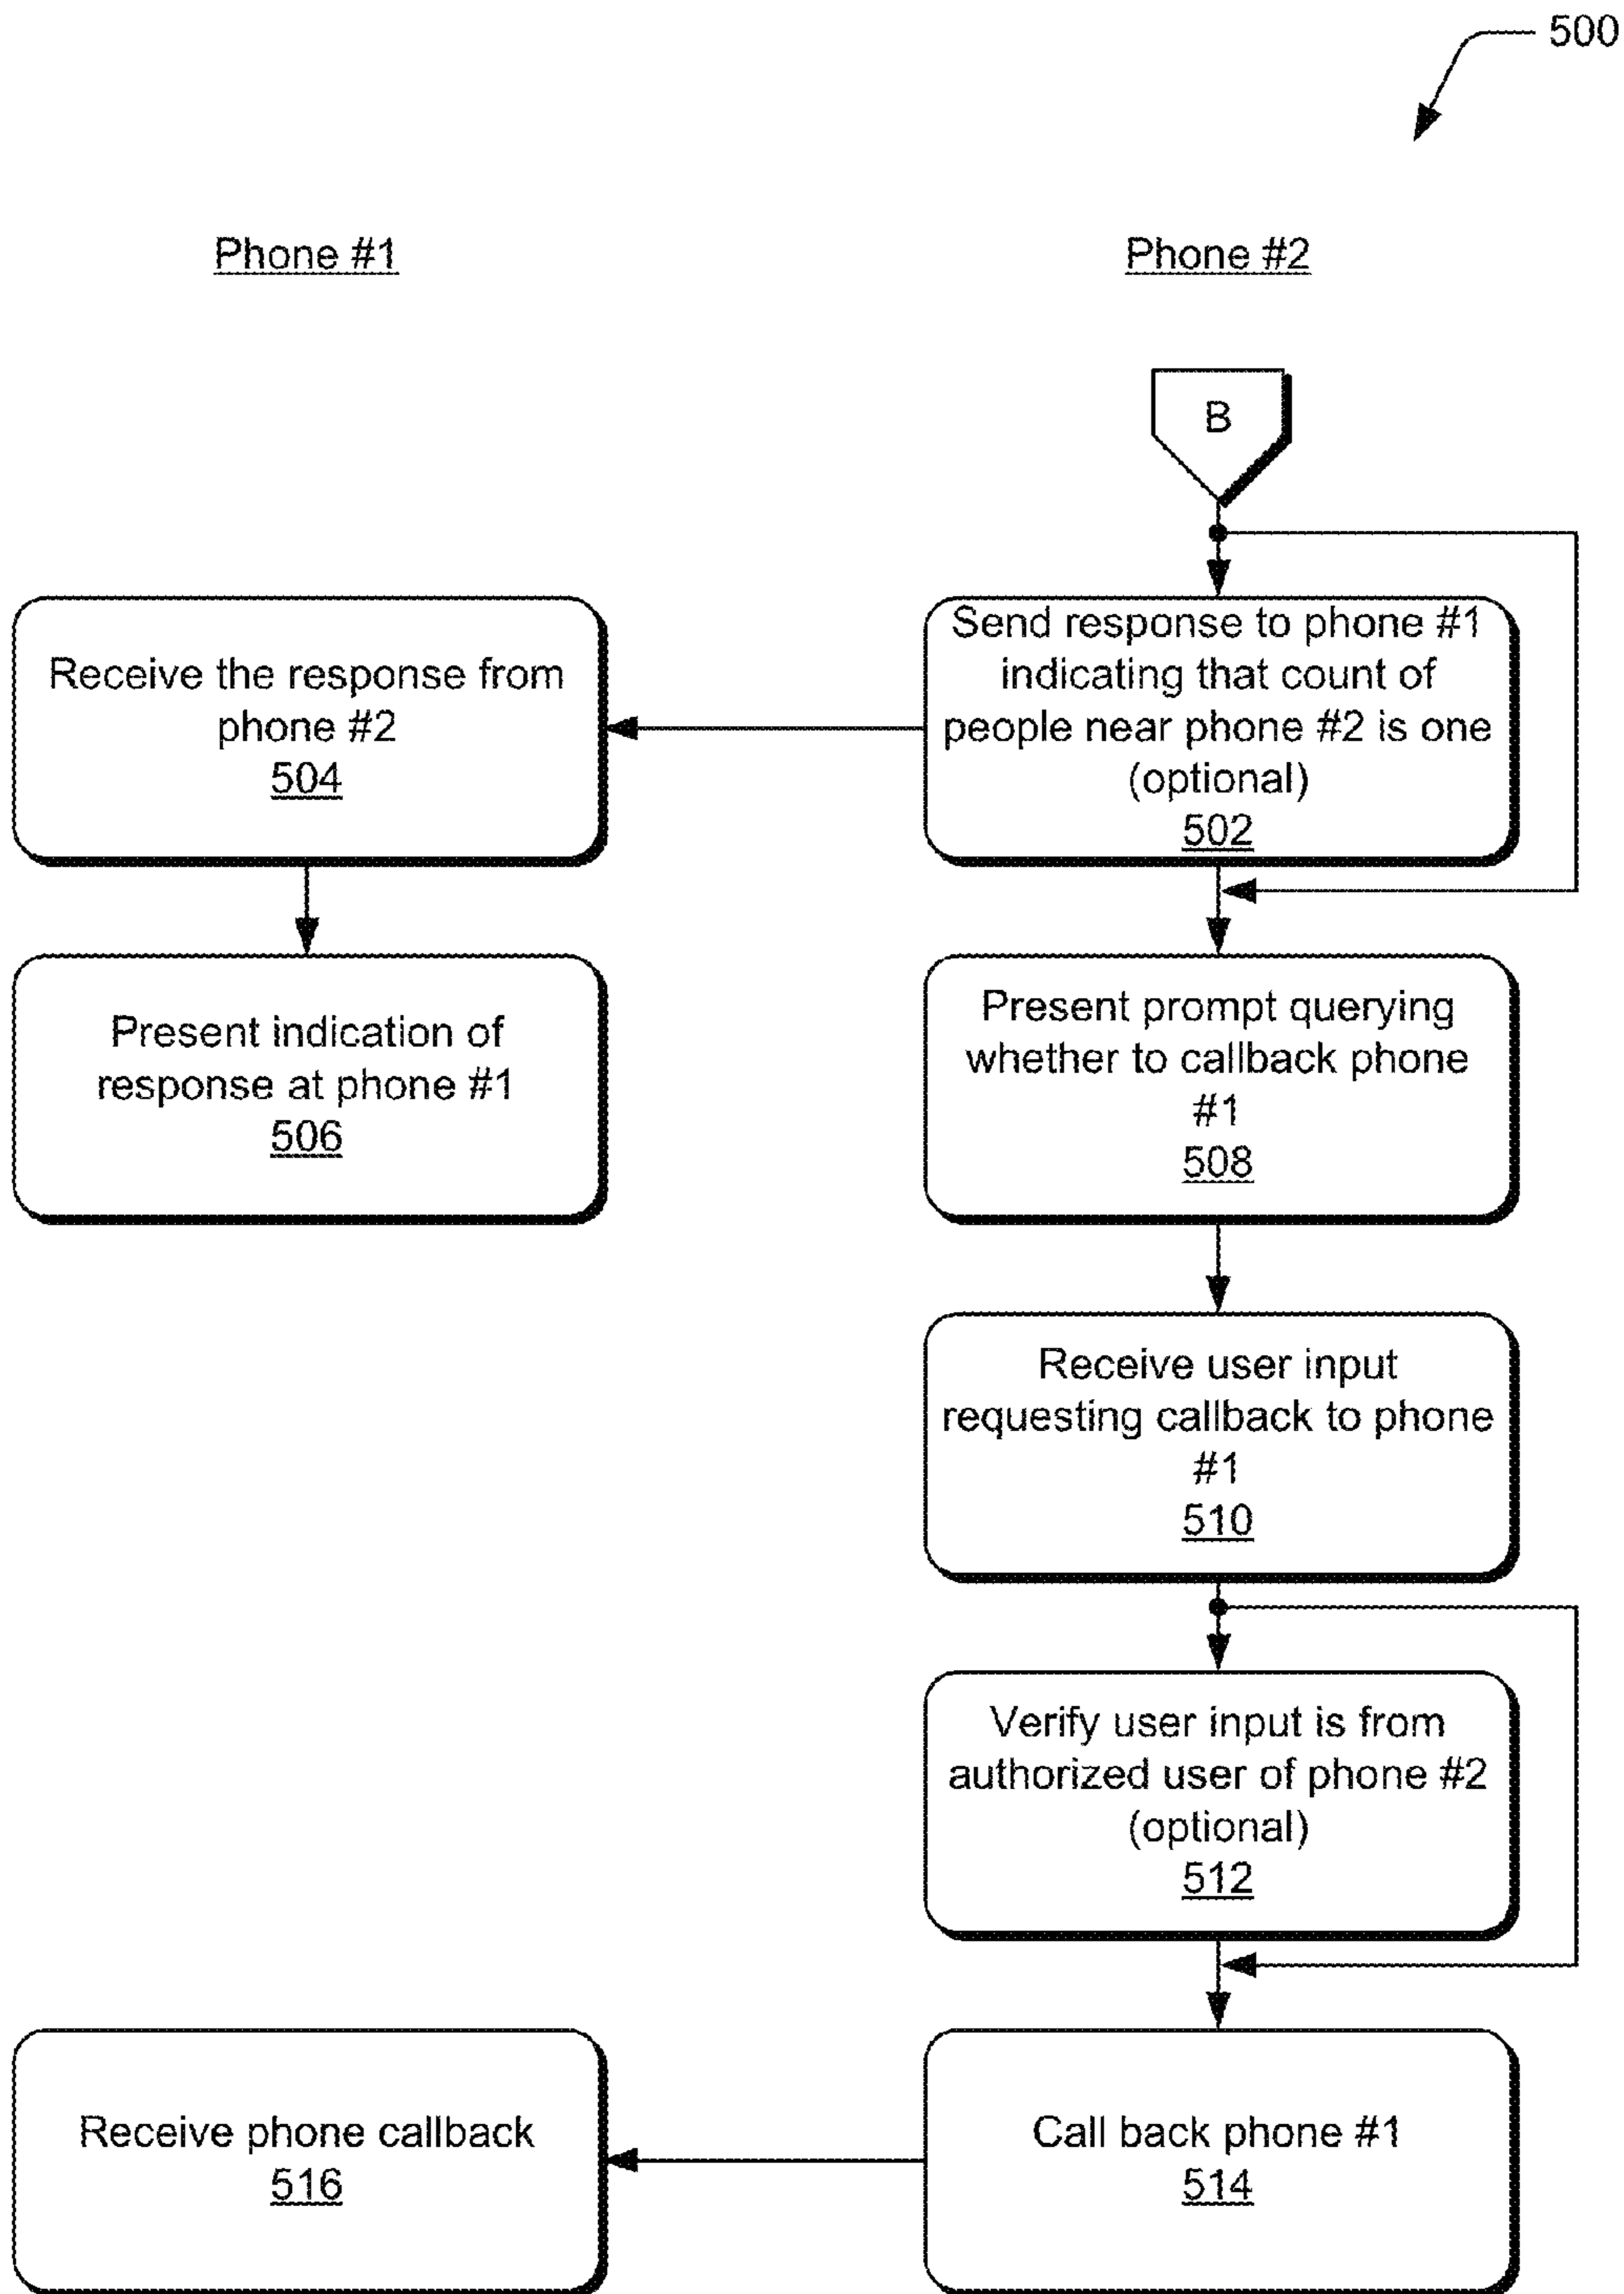 500
Phone #1
Phone #2
B
Send response to phone #1
indicating that count of
people near phone #2 is one
(optional)
502
Receive the response from
phone #2
504
Present indication of
response at phone #1
506
Present prompt querying
whether to callback phone
#1
508
Receive user input
requesting callback to phone
#1
510
Verify user input is from
authorized user of phone #2
(optional)
512
Call back phone #1
514
Receive phone callback
516